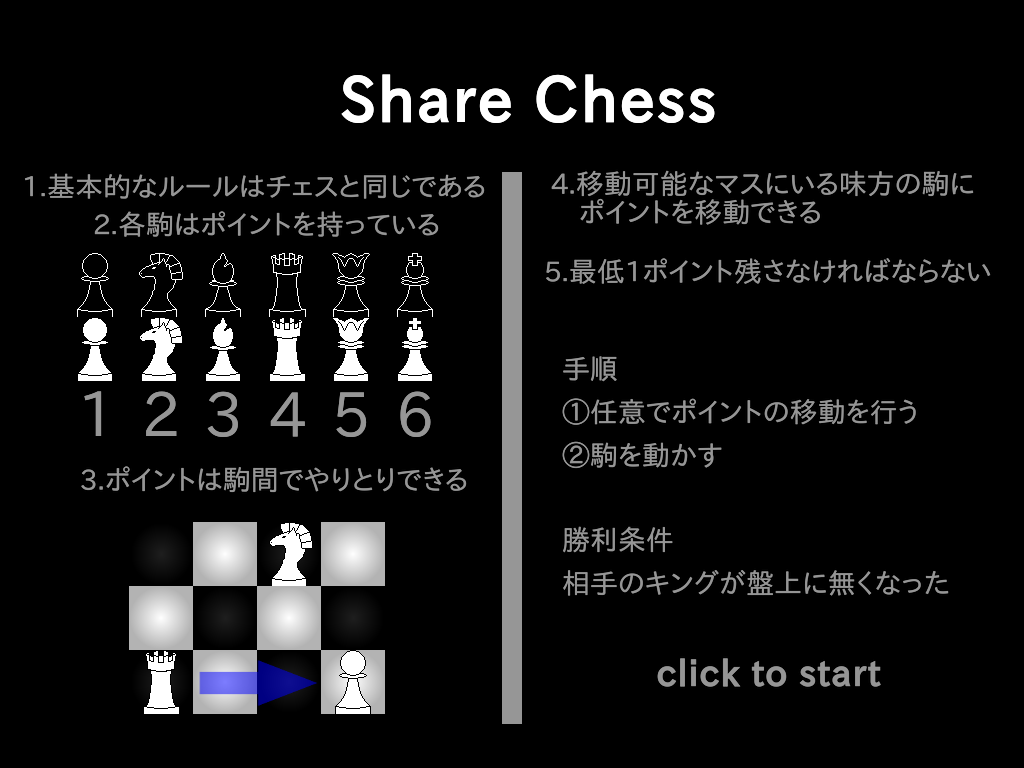 Share Chess
1.基本的なルールはチェスと同じである
2.各駒はポイントを持っている
1 2 3 4 5 6
3.ポイントは駒間でやりとりできる
4.移動可能なマスにいる味方の駒に
ポイントを移動できる
5.最低1ポイント残さなければならない
手順
①任意でポイントの移動を行う
②駒を動かす
勝利条件
相手のキングが盤上に無くなった
click to start